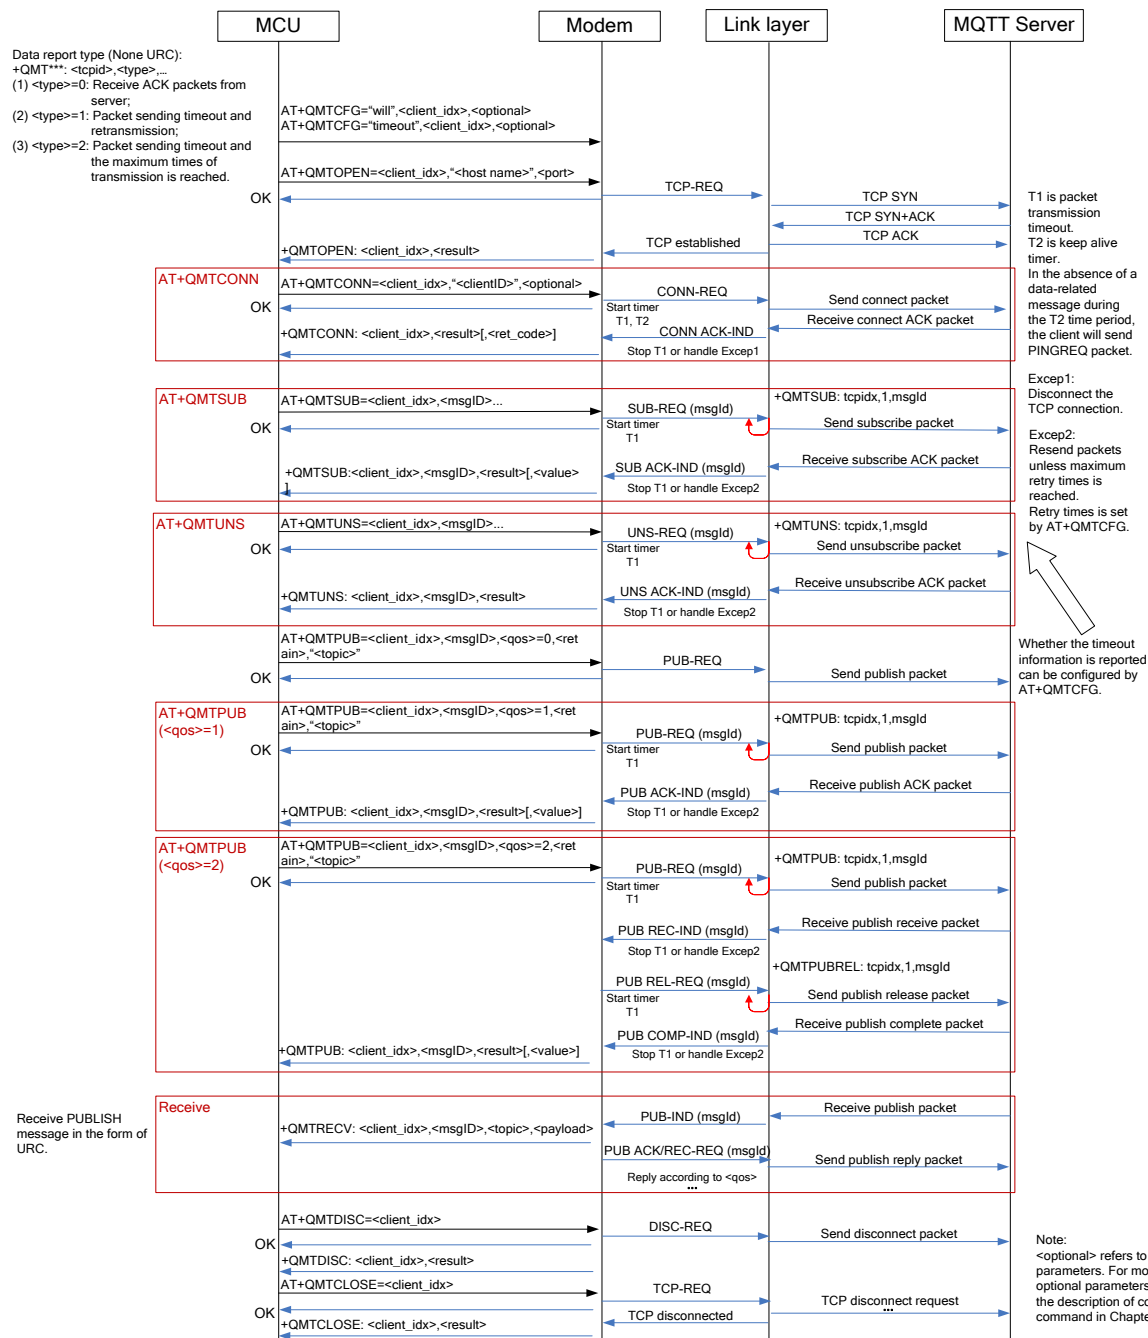 MCU
Modem
Link layer
MQTT Server
Data report type (None URC):
+QMT***: <tcpid>,<type>,...
(1) <type>=0: Receive ACK packets from
server;
(2) <type>=1: Packet sending timeout and
retransmission;
(3) <type>=2: Packet sending timeout and
the maximum times of
transmission is reached.
AT+QMTCFG=“will”,<client_idx>,<optional>
AT+QMTCFG=“timeout”,<client_idx>,<optional>
AT+QMTOPEN=<client_idx>,“<host name>”,<port>
OK
TCP-REQ
TCP SYN
TCP SYN+ACK
TCP ACK
TCP established
+QMTOPEN: <client_idx>,<result>
T1 is packet
transmission
timeout.
T2 is keep alive
timer.
In the absence of a
data-related
message during
the T2 time period,
the client will send
PINGREQ packet.
AT+QMTCONN
AT+QMTCONN=<client_idx>,“<clientID>”,<optional>
OK
CONN-REQ
Start timer
T1, T2
Send connect packet
Receive connect ACK packet
+QMTCONN: <client_idx>,<result>[,<ret_code>]
CONN ACK-IND
Stop T1 or handle Excep1
Excep1:
Disconnect the
TCP connection.
Excep2:
Resend packets
unless maximum
retry times is
reached.
Retry times is set
by AT+QMTCFG.
AT+QMTSUB
AT+QMTSUB=<client_idx>,<msgID>...
OK
SUB-REQ (msgId)
Start timer
T1
+QMTSUB: tcpidx,1,msgId
Send subscribe packet
Receive subscribe ACK packet
SUB ACK-IND (msgId)
Stop T1 or handle Excep2
+QMTSUB:<client_idx>,<msgID>,<result>[,<value>
]
AT+QMTUNS
AT+QMTUNS=<client_idx>,<msgID>...
OK
UNS-REQ (msgId)
Start timer
T1
+QMTUNS: tcpidx,1,msgId
Send unsubscribe packet
Receive unsubscribe ACK packet
UNS ACK-IND (msgId)
Stop T1 or handle Excep2
+QMTUNS: <client_idx>,<msgID>,<result>
Whether the timeout
information is reported
can be configured by
AT+QMTCFG.
AT+QMTPUB=<client_idx>,<msgID>,<qos>=0,<ret
ain>,“<topic>”
OK
PUB-REQ
Send publish packet
AT+QMTPUB
(<qos>=1)
AT+QMTPUB=<client_idx>,<msgID>,<qos>=1,<ret
ain>,“<topic>”
OK
PUB-REQ (msgId)
Start timer
T1
+QMTPUB: tcpidx,1,msgId
Send publish packet
Receive publish ACK packet
PUB ACK-IND (msgId)
Stop T1 or handle Excep2
+QMTPUB: <client_idx>,<msgID>,<result>[,<value>]
AT+QMTPUB
(<qos>=2)
AT+QMTPUB=<client_idx>,<msgID>,<qos>=2,<ret
ain>,“<topic>”
OK
PUB-REQ (msgId)
Start timer
T1
+QMTPUB: tcpidx,1,msgId
Send publish packet
Receive publish receive packet
PUB REC-IND (msgId)
Stop T1 or handle Excep2
+QMTPUBREL: tcpidx,1,msgId
PUB REL-REQ (msgId)
Start timer
T1
Send publish release packet
Receive publish complete packet
PUB COMP-IND (msgId)
Stop T1 or handle Excep2
+QMTPUB: <client_idx>,<msgID>,<result>[,<value>]
Receive PUBLISH
message in the form of
URC.
Receive
Receive publish packet
PUB-IND (msgId)
+QMTRECV: <client_idx>,<msgID>,<topic>,<payload>
PUB ACK/REC-REQ (msgId)
Send publish reply packet
Reply according to <qos>
...
AT+QMTDISC=<client_idx>
OK
DISC-REQ
Send disconnect packet
+QMTDISC: <client_idx>,<result>
AT+QMTCLOSE=<client_idx>
OK
TCP-REQ
TCP disconnect request
...
TCP disconnected
+QMTCLOSE: <client_idx>,<result>
Note:
<optional> refers to
parameters. For mo
optional parameters
the description of co
command in Chapte